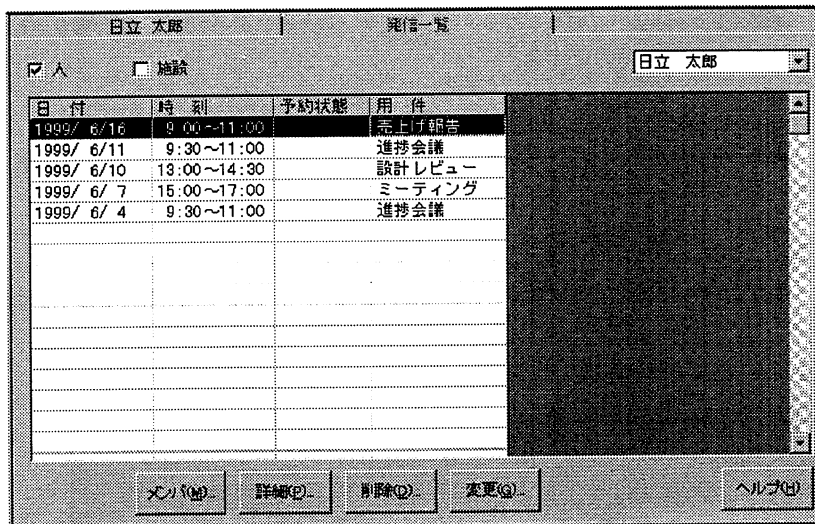 日立 太郎 発信一覧
人 施設 日立 太郎
日 付 時 刻 予約状態 用 件
1999/ 6/16 9:00～11:00 売上げ報告
1999/ 6/11 9:30～11:00 進捗会議
1999/ 6/10 13:00～14:30 設計レビュー
1999/ 6/ 7 15:00～17:00 ミーティング
1999/ 6/ 4 9:30～11:00 進捗会議
メンバ(M)... 詳細(P)... 削除(D)... 変更(Q)... ヘルプ(H)